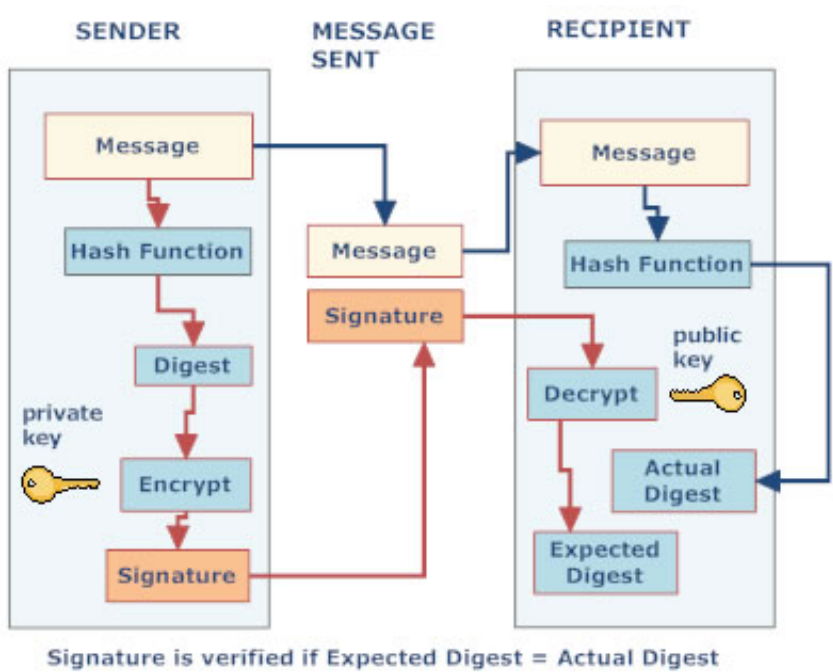 SENDER
MESSAGE
SENT
RECIPIENT
Message
Hash Function
Digest
private
key
Encrypt
Signature
Message
Signature
Message
Hash Function
public
key
Decrypt
Actual
Digest
Expected
Digest
Signature is verified if Expected Digest = Actual Digest